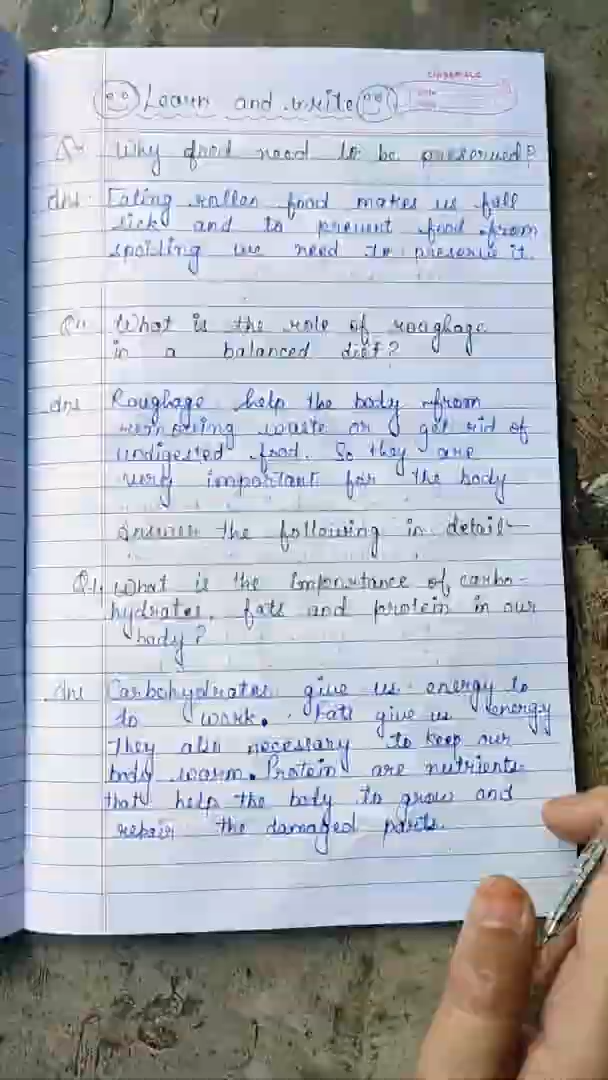 CLASSMATE
Learn and write
Q- Why food need to be preserved?
Ans. Eating rotten food makes us fall
sick and to prevent food from
spoiling we need to preserve it.
Q- What is the role of roughage
in a balanced diet?
Ans Roughage help the body from
removing waste or get rid of
undigested food. So they are
very important for the body
Answer the following in detail-
Q1. What is the importance of carbo-
hydrates, fats and protein in our
body?
Ans Carbohydrates give us energy to
to work. Fats give us energy
They also necessary to keep our
body warm. Protein are nutrients
that help the body to grow and
repair the damaged parts.